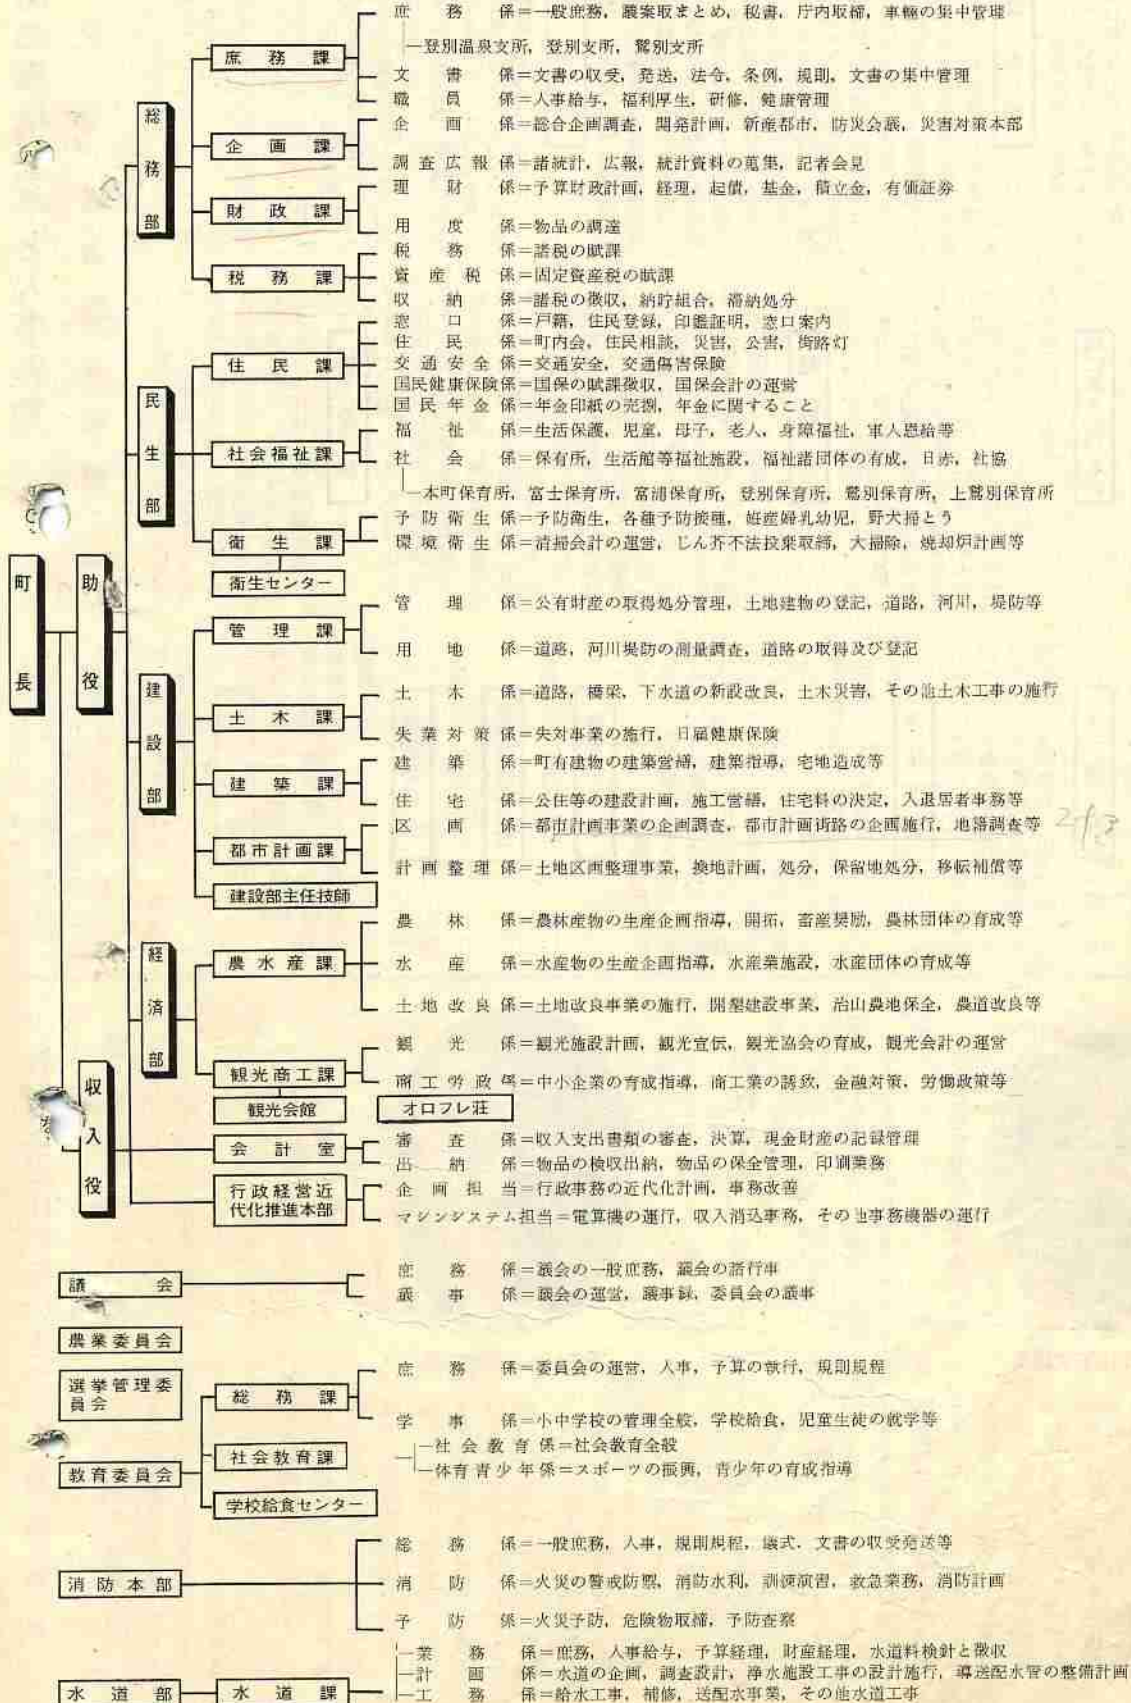 町長
助役
収入役
総務部
庶務課
庶務係=一般庶務，議案取まとめ，秘書，庁内取締，車輛の集中管理
登別温泉支所，登別支所，鷲別支所
文書係=文書の収受，発送，法令，条例，規則，文書の集中管理
職員係=人事給与，福利厚生，研修，健康管理
企画課
企画係=総合企画調査，開発計画，新産都市，防災会議，災害対策本部
調査広報係=諸統計，広報，統計資料の蒐集，記者会見
財政課
理財係=予算財政計画，経理，起債，基金，積立金，有価証券
用度係=物品の調達
税務課
税務係=諸税の賦課
資産税係=固定資産税の賦課
収納係=諸税の徴収，納貯組合，滞納処分
民生部
住民課
窓口係=戸籍，住民登録，印鑑証明，窓口案内
住民係=町内会，住民相談，災害，公害，街路灯
交通安全係=交通安全，交通傷害保険
国民健康保険係=国保の賦課徴収，国保会計の運営
国民年金係=年金印紙の売捌，年金に関すること
社会福祉課
福祉係=生活保護，児童，母子，老人，身障福祉，軍人恩給等
社会係=保育所，生活館等福祉施設，福祉諸団体の育成，日赤，社協
本町保育所，富士保育所，富浦保育所，登別保育所，鷲別保育所，上鷲別保育所
衛生課
予防衛生係=予防衛生，各種予防接種，妊産婦乳幼児，野犬掃とう
環境衛生係=清掃会計の運営，じん芥不法投棄取締，大掃除，焼却炉計画等
衛生センター
建設部
管理課
管理係=公有財産の取得処分管理，土地建物の登記，道路，河川，堤防等
用地係=道路，河川堤防の測量調査，道路の取得及び登記
土木課
土木係=道路，橋梁，下水道の新設改良，土木災害，その他土木工事の施行
失業対策係=失対事業の施行，日雇健康保険
建築課
建築係=町有建物の建築営繕，建築指導，宅地造成等
住宅係=公住等の建設計画，施工営繕，住宅料の決定，入退居者事務等
都市計画課
区画係=都市計画事業の企画調査，都市計画街路の企画施行，地籍調査等
計画整理係=土地区画整理事業，換地計画，処分，保留地処分，移転補償等
建設部主任技師
経済部
農水産課
農林係=農林産物の生産企画指導，開拓，畜産奨励，農林団体の育成等
水産係=水産物の生産企画指導，水産業施設，水産団体の育成等
土地改良係=土地改良事業の施行，開墾建設事業，治山農地保全，農道改良等
観光商工課
観光係=観光施設計画，観光宣伝，観光協会の育成，観光会計の運営
商工労政係=中小企業の育成指導，商工業の誘致，金融対策，労働政策等
観光会館
オロフレ荘
会計室
審査係=収入支出書類の審査，決算，現金財産の記録管理
出納係=物品の検収出納，物品の保全管理，印刷業務
行政経営近
代化推進本部
企画担当=行政事務の近代化計画，事務改善
マシンシステム担当=電算機の運行，収入消込事務，その他事務機器の運行
議会
庶務係=議会の一般庶務，議会の諸行事
議事係=議会の運営，議事録，委員会の議事
農業委員会
選挙管理委
員会
教育委員会
総務課
庶務係=委員会の運営，人事，予算の執行，規則規程
学事係=小中学校の管理全般，学校給食，児童生徒の就学等
社会教育課
社会教育係=社会教育全般
体育青少年係=スポーツの振興，青少年の育成指導
学校給食センター
消防本部
総務係=一般庶務，人事，規則規程，儀式，文書の収受発送等
消防係=火災の警戒防禦，消防水利，訓練演習，救急業務，消防計画
予防係=火災予防，危険物取締，予防査察
水道部
水道課
業務係=庶務，人事給与，予算経理，財産経理，水道料検針と徴収
計画係=水道の企画，調査設計，浄水施設工事の設計施行，導送配水管の整備計画
工務係=給水工事，補修，送配水事業，その他水道工事